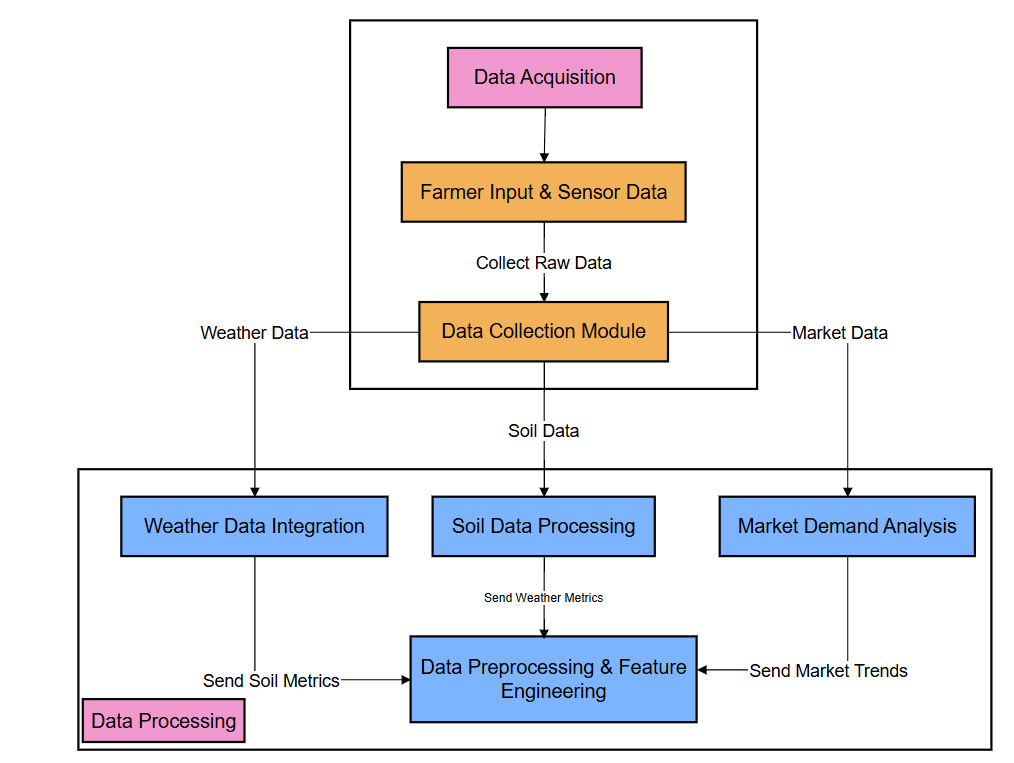 Data Acquisition
Farmer Input & Sensor Data
Collect Raw Data
Weather Data
Data Collection Module
Market Data
Soil Data
Weather Data Integration
Soil Data Processing
Market Demand Analysis
Send Weather Metrics
Data Preprocessing & Feature
Engineering
Send Soil Metrics
Send Market Trends
Data Processing